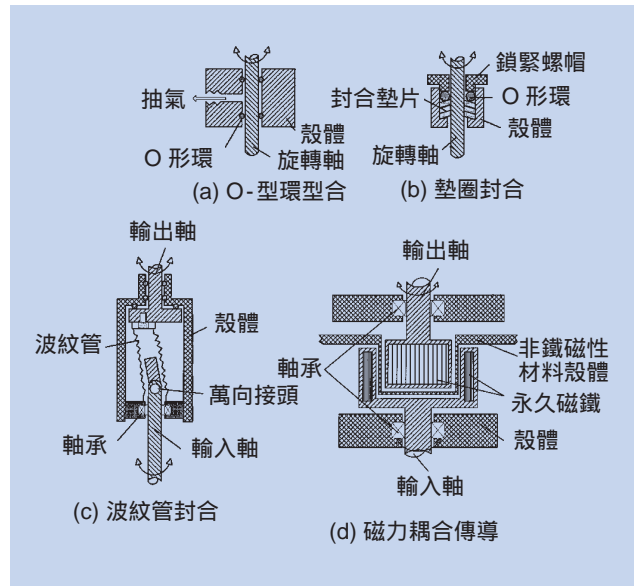 抽氣
O 形環
殼體
旋轉軸
(a) O-型環型合
鎖緊螺帽
封合墊片
O 形環
殼體
旋轉軸
(b) 墊圈封合
輸出軸
殼體
波紋管
萬向接頭
軸承
輸入軸
(c) 波紋管封合
輸出軸
軸承
非鐵磁性
材料殼體
永久磁鐵
殼體
輸入軸
(d) 磁力耦合傳導